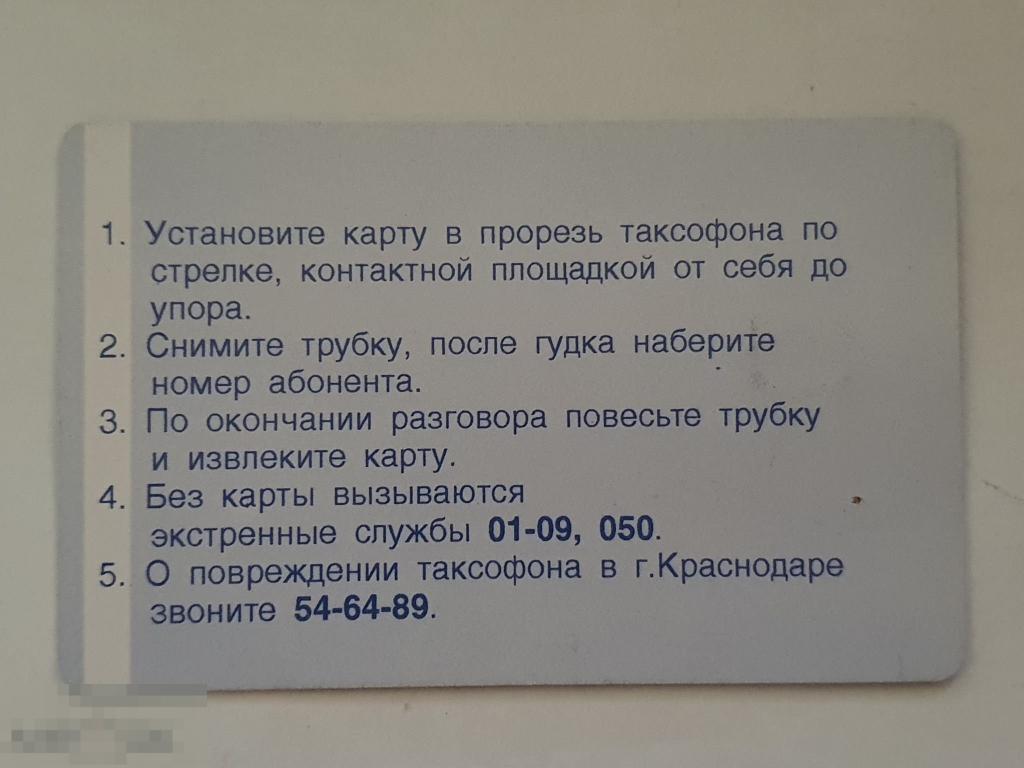 1. Установите карту в прорезь таксофона по
стрелке, контактной площадкой от себя до
упора.
2. Снимите трубку, после гудка наберите
номер абонента.
3. По окончании разговора повесьте трубку
и извлеките карту.
4. Без карты вызываются
экстренные службы 01-09, 050.
5. О повреждении таксофона в г.Краснодаре
звоните 54-64-89.